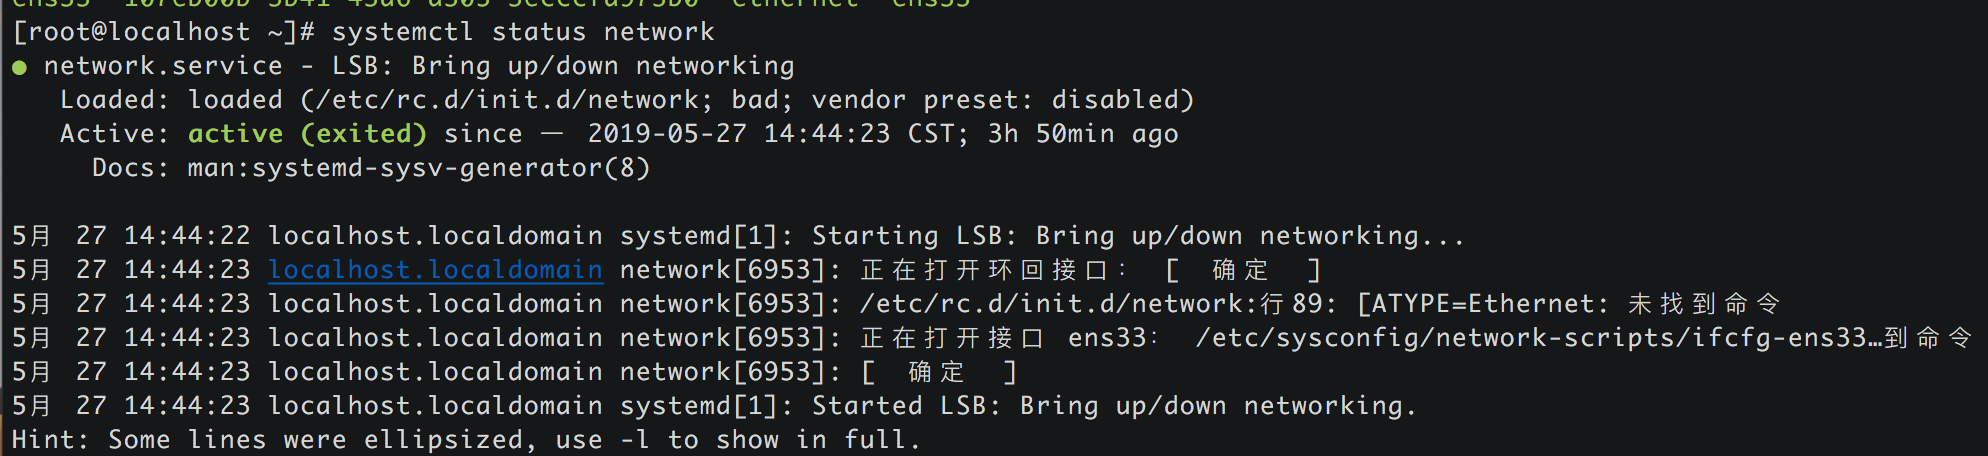 [root@localhost ~]# systemctl status network
● network.service - LSB: Bring up/down networking
Loaded: loaded (/etc/rc.d/init.d/network; bad; vendor preset: disabled)
Active: active (exited) since 一 2019-05-27 14:44:23 CST; 3h 50min ago
Docs: man:systemd-sysv-generator(8)
5月 27 14:44:22 localhost.localdomain systemd[1]: Starting LSB: Bring up/down networking...
5月 27 14:44:23 localhost.localdomain network[6953]: 正在打开环回接口： [ 确定 ]
5月 27 14:44:23 localhost.localdomain network[6953]: /etc/rc.d/init.d/network:行89: [ATYPE=Ethernet: 未找到命令
5月 27 14:44:23 localhost.localdomain network[6953]: 正在打开接口 ens33： /etc/sysconfig/network-scripts/ifcfg-ens33…到命令
5月 27 14:44:23 localhost.localdomain network[6953]: [ 确定 ]
5月 27 14:44:23 localhost.localdomain systemd[1]: Started LSB: Bring up/down networking.
Hint: Some lines were ellipsized, use -l to show in full.